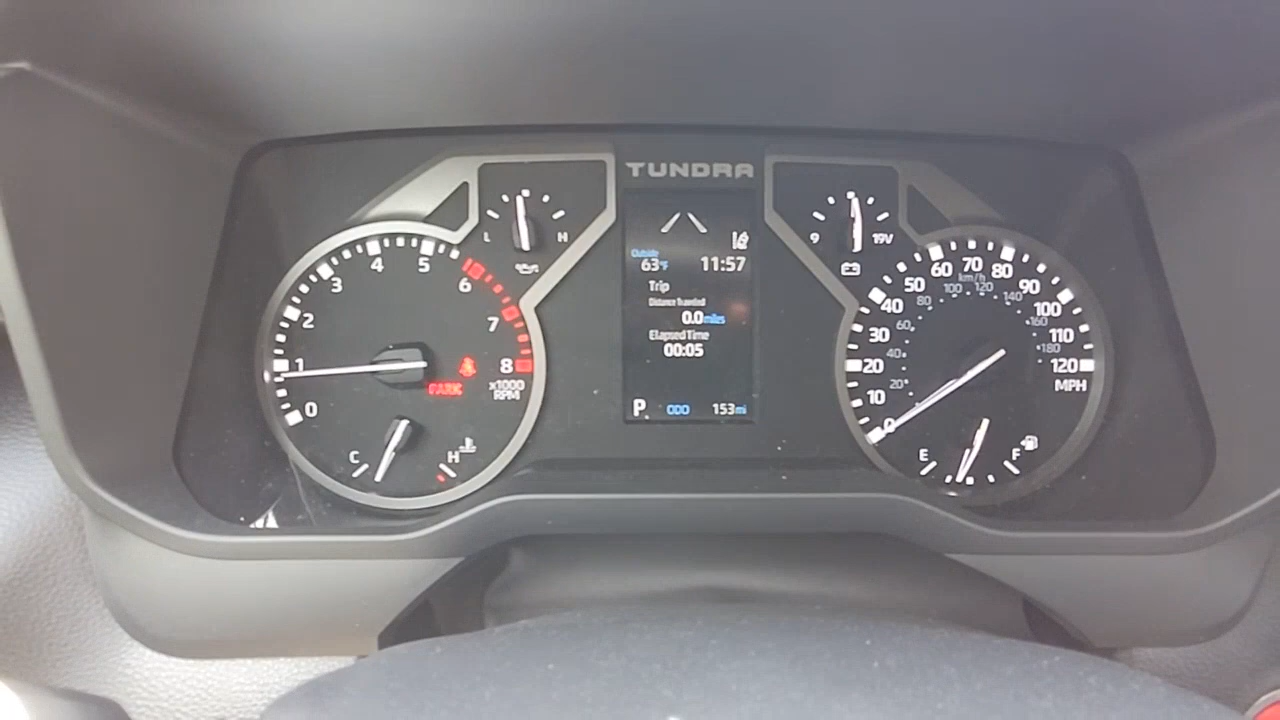 TUNDRA
L H
9 19V
0 1 2 3 4 5 6 7 8
x1000
RPM
PARK
C H
Outside
63°F 11:57
Trip
Distance Traveled
0.0 miles
Elapsed Time
00:05
P ODO 153 mi
0 10 20 30 40 50 60 70 80 90 100 110 120
MPH
km/h
20 40 60 80 100 120 140 160 180
E F